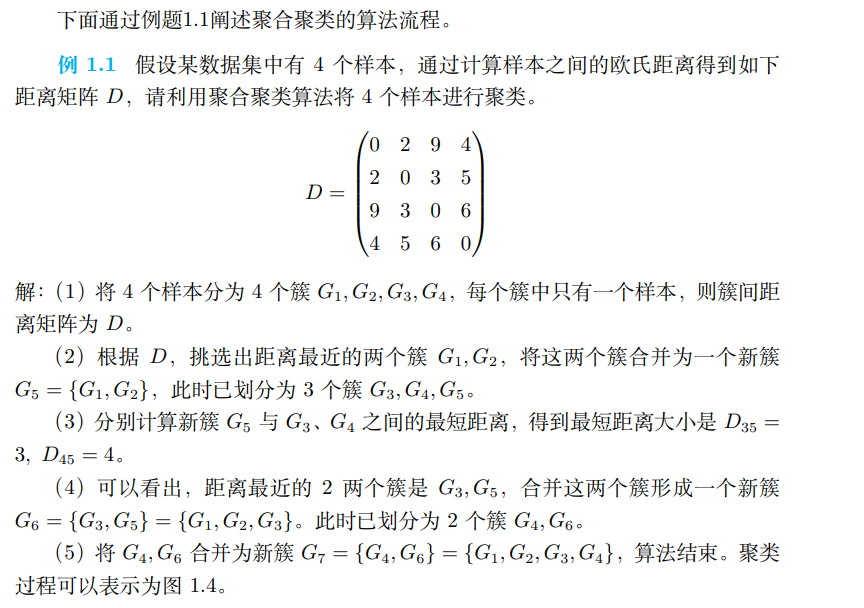 下面通过例题1.1阐述聚合聚类的算法流程。
例 1.1 假设某数据集中有 4 个样本，通过计算样本之间的欧氏距离得到如下
距离矩阵 D，请利用聚合聚类算法将 4 个样本进行聚类。
D =
0 2 9 4
2 0 3 5
9 3 0 6
4 5 6 0
解：（1）将 4 个样本分为 4 个簇 G₁, G₂, G₃, G₄，每个簇中只有一个样本，则簇间距
离矩阵为 D。
（2）根据 D，挑选出距离最近的两个簇 G₁, G₂，将这两个簇合并为一个新簇
G₅ = {G₁, G₂}，此时已划分为 3 个簇 G₃, G₄, G₅。
（3）分别计算新簇 G₅ 与 G₃、G₄ 之间的最短距离，得到最短距离大小是 D₃₅ =
3, D₄₅ = 4。
（4）可以看出，距离最近的 2 两个簇是 G₃, G₅，合并这两个簇形成一个新簇
G₆ = {G₃, G₅} = {G₁, G₂, G₃}。此时已划分为 2 个簇 G₄, G₆。
（5）将 G₄, G₆ 合并为新簇 G₇ = {G₄, G₆} = {G₁, G₂, G₃, G₄}，算法结束。聚类
过程可以表示为图 1.4。